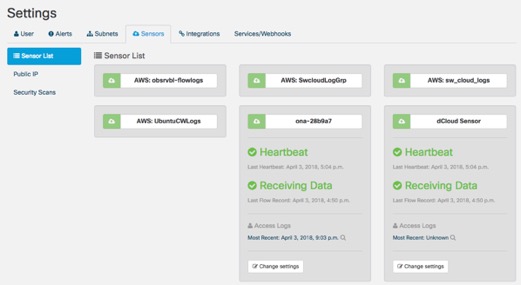 Settings
User Alerts Subnets Sensors Integrations Services/Webhooks
Sensor List
Public IP
Security Scans
Sensor List
AWS: obsrvbl-flowlogs AWS: SwcloudLogGrp AWS: sw_cloud_logs
AWS: UbuntuCWLogs ona-28b9a7 dCloud Sensor
Heartbeat Heartbeat
Last Heartbeat: April 3, 2018, 5:04 p.m. Last Heartbeat: April 3, 2018, 5:04 p.m.
Receiving Data Receiving Data
Last Flow Record: April 3, 2018, 4:50 p.m. Last Flow Record: April 3, 2018, 4:50 p.m.
Access Logs Access Logs
Most Recent: April 3, 2018, 9:03 p.m. Most Recent: Unknown
Change settings Change settings